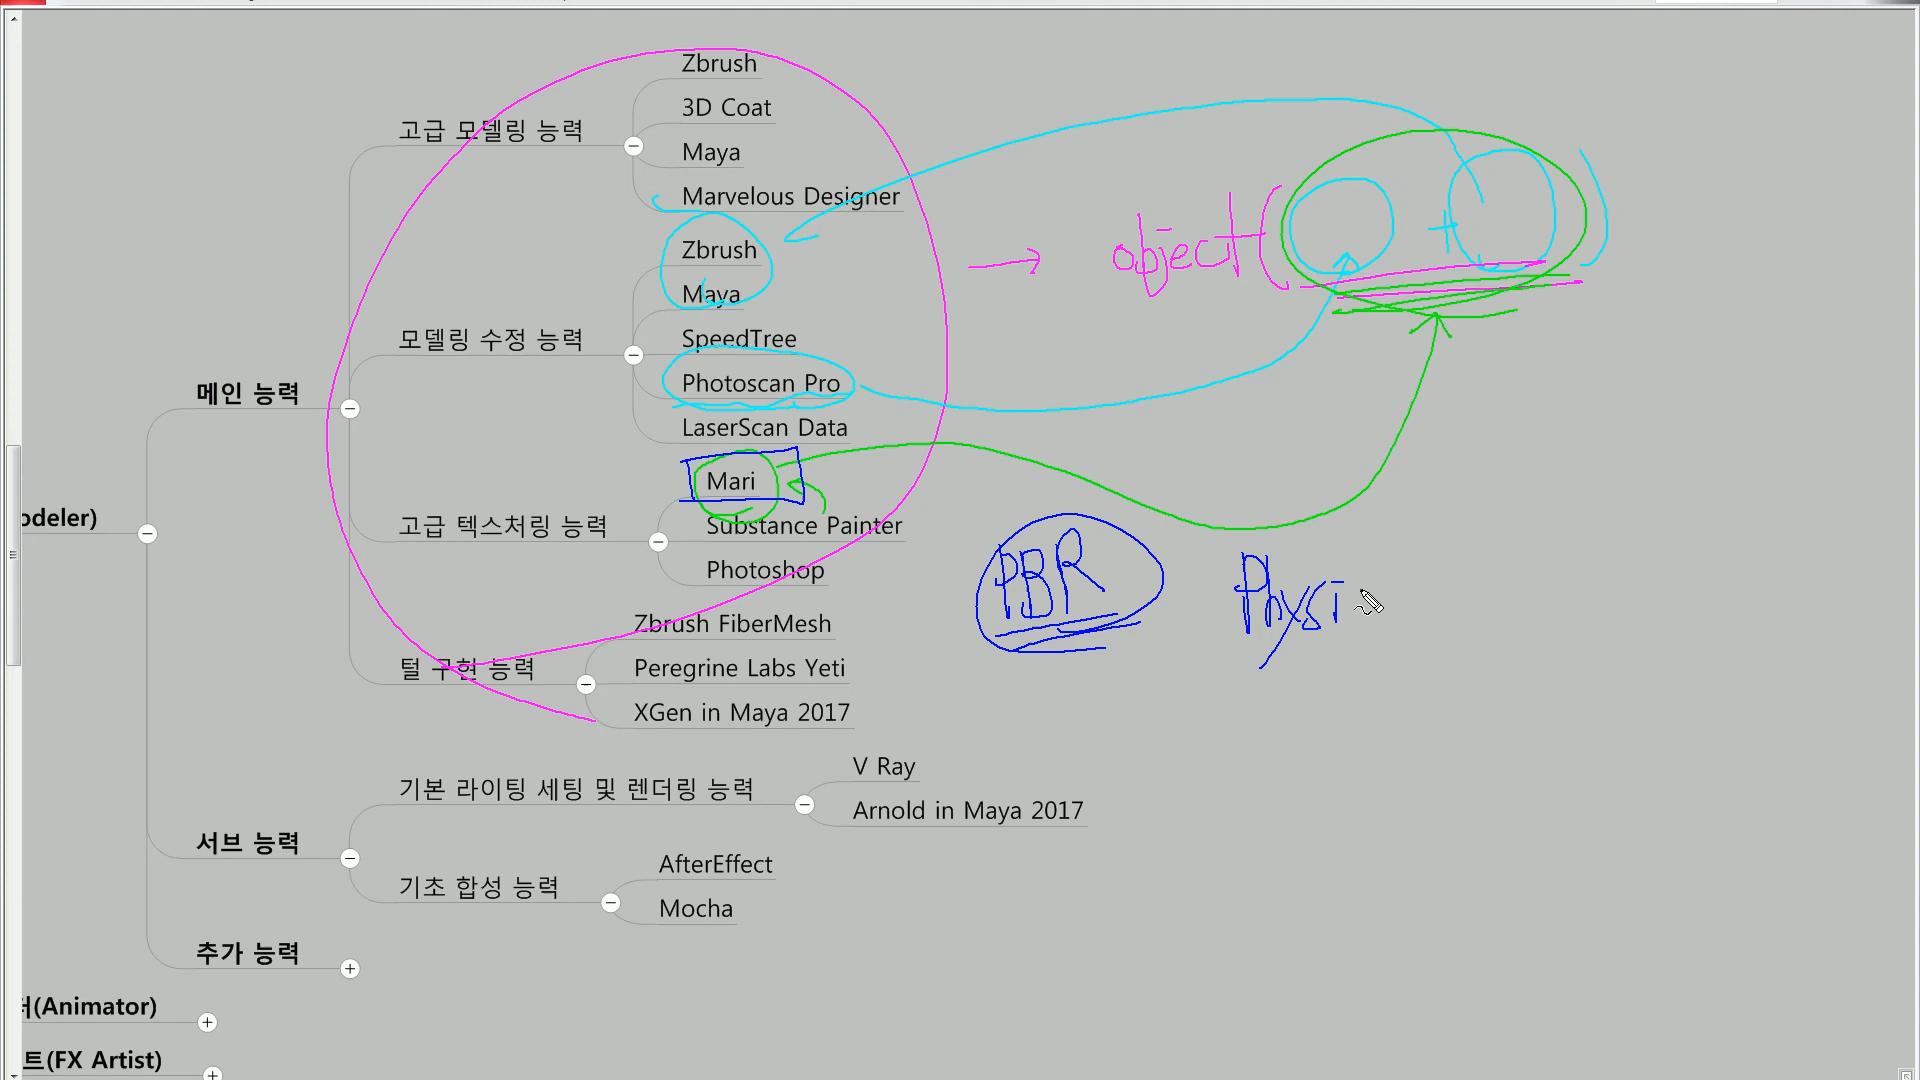 Zbrush
3D Coat
고급 모델링 능력
Maya
Marvelous Designer
object
Zbrush
Maya
모델링 수정 능력
SpeedTree
Photoscan Pro
메인 능력
LaserScan Data
Mari
odeler)
고급 텍스처링 능력
Substance Painter
Photoshop
PBR
Physi
Zbrush FiberMesh
털 구현 능력
Peregrine Labs Yeti
XGen in Maya 2017
V Ray
기본 라이팅 세팅 및 렌더링 능력
Arnold in Maya 2017
서브 능력
AfterEffect
기초 합성 능력
Mocha
추가 능력
(Animator)
트(FX Artist)